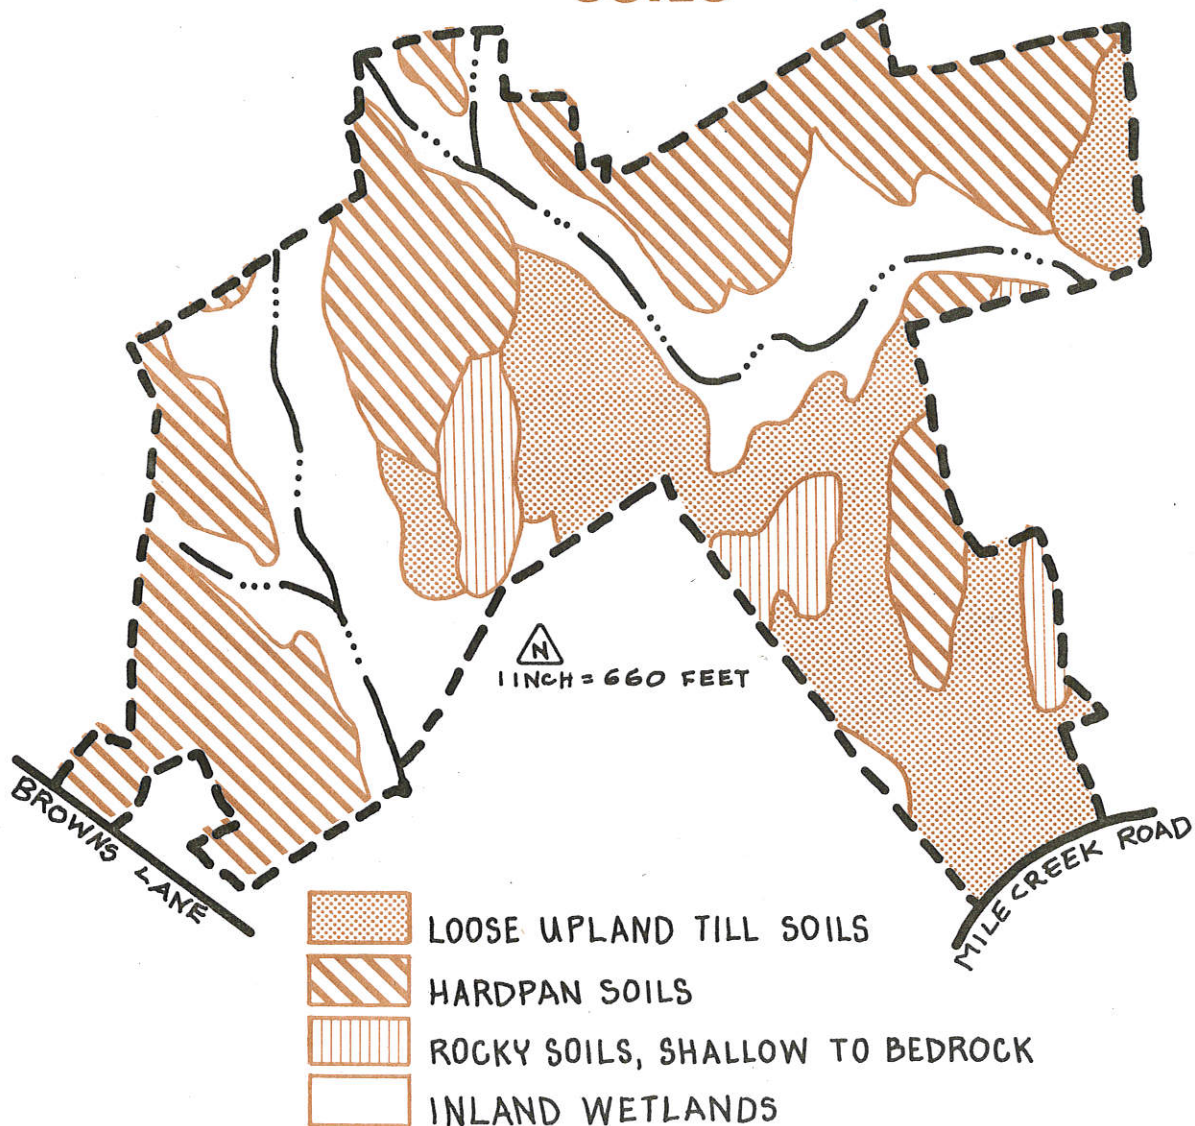 N
1 INCH = 660 FEET
BROWNS LANE
MILE CREEK ROAD
LOOSE UPLAND TILL SOILS
HARDPAN SOILS
ROCKY SOILS, SHALLOW TO BEDROCK
INLAND WETLANDS